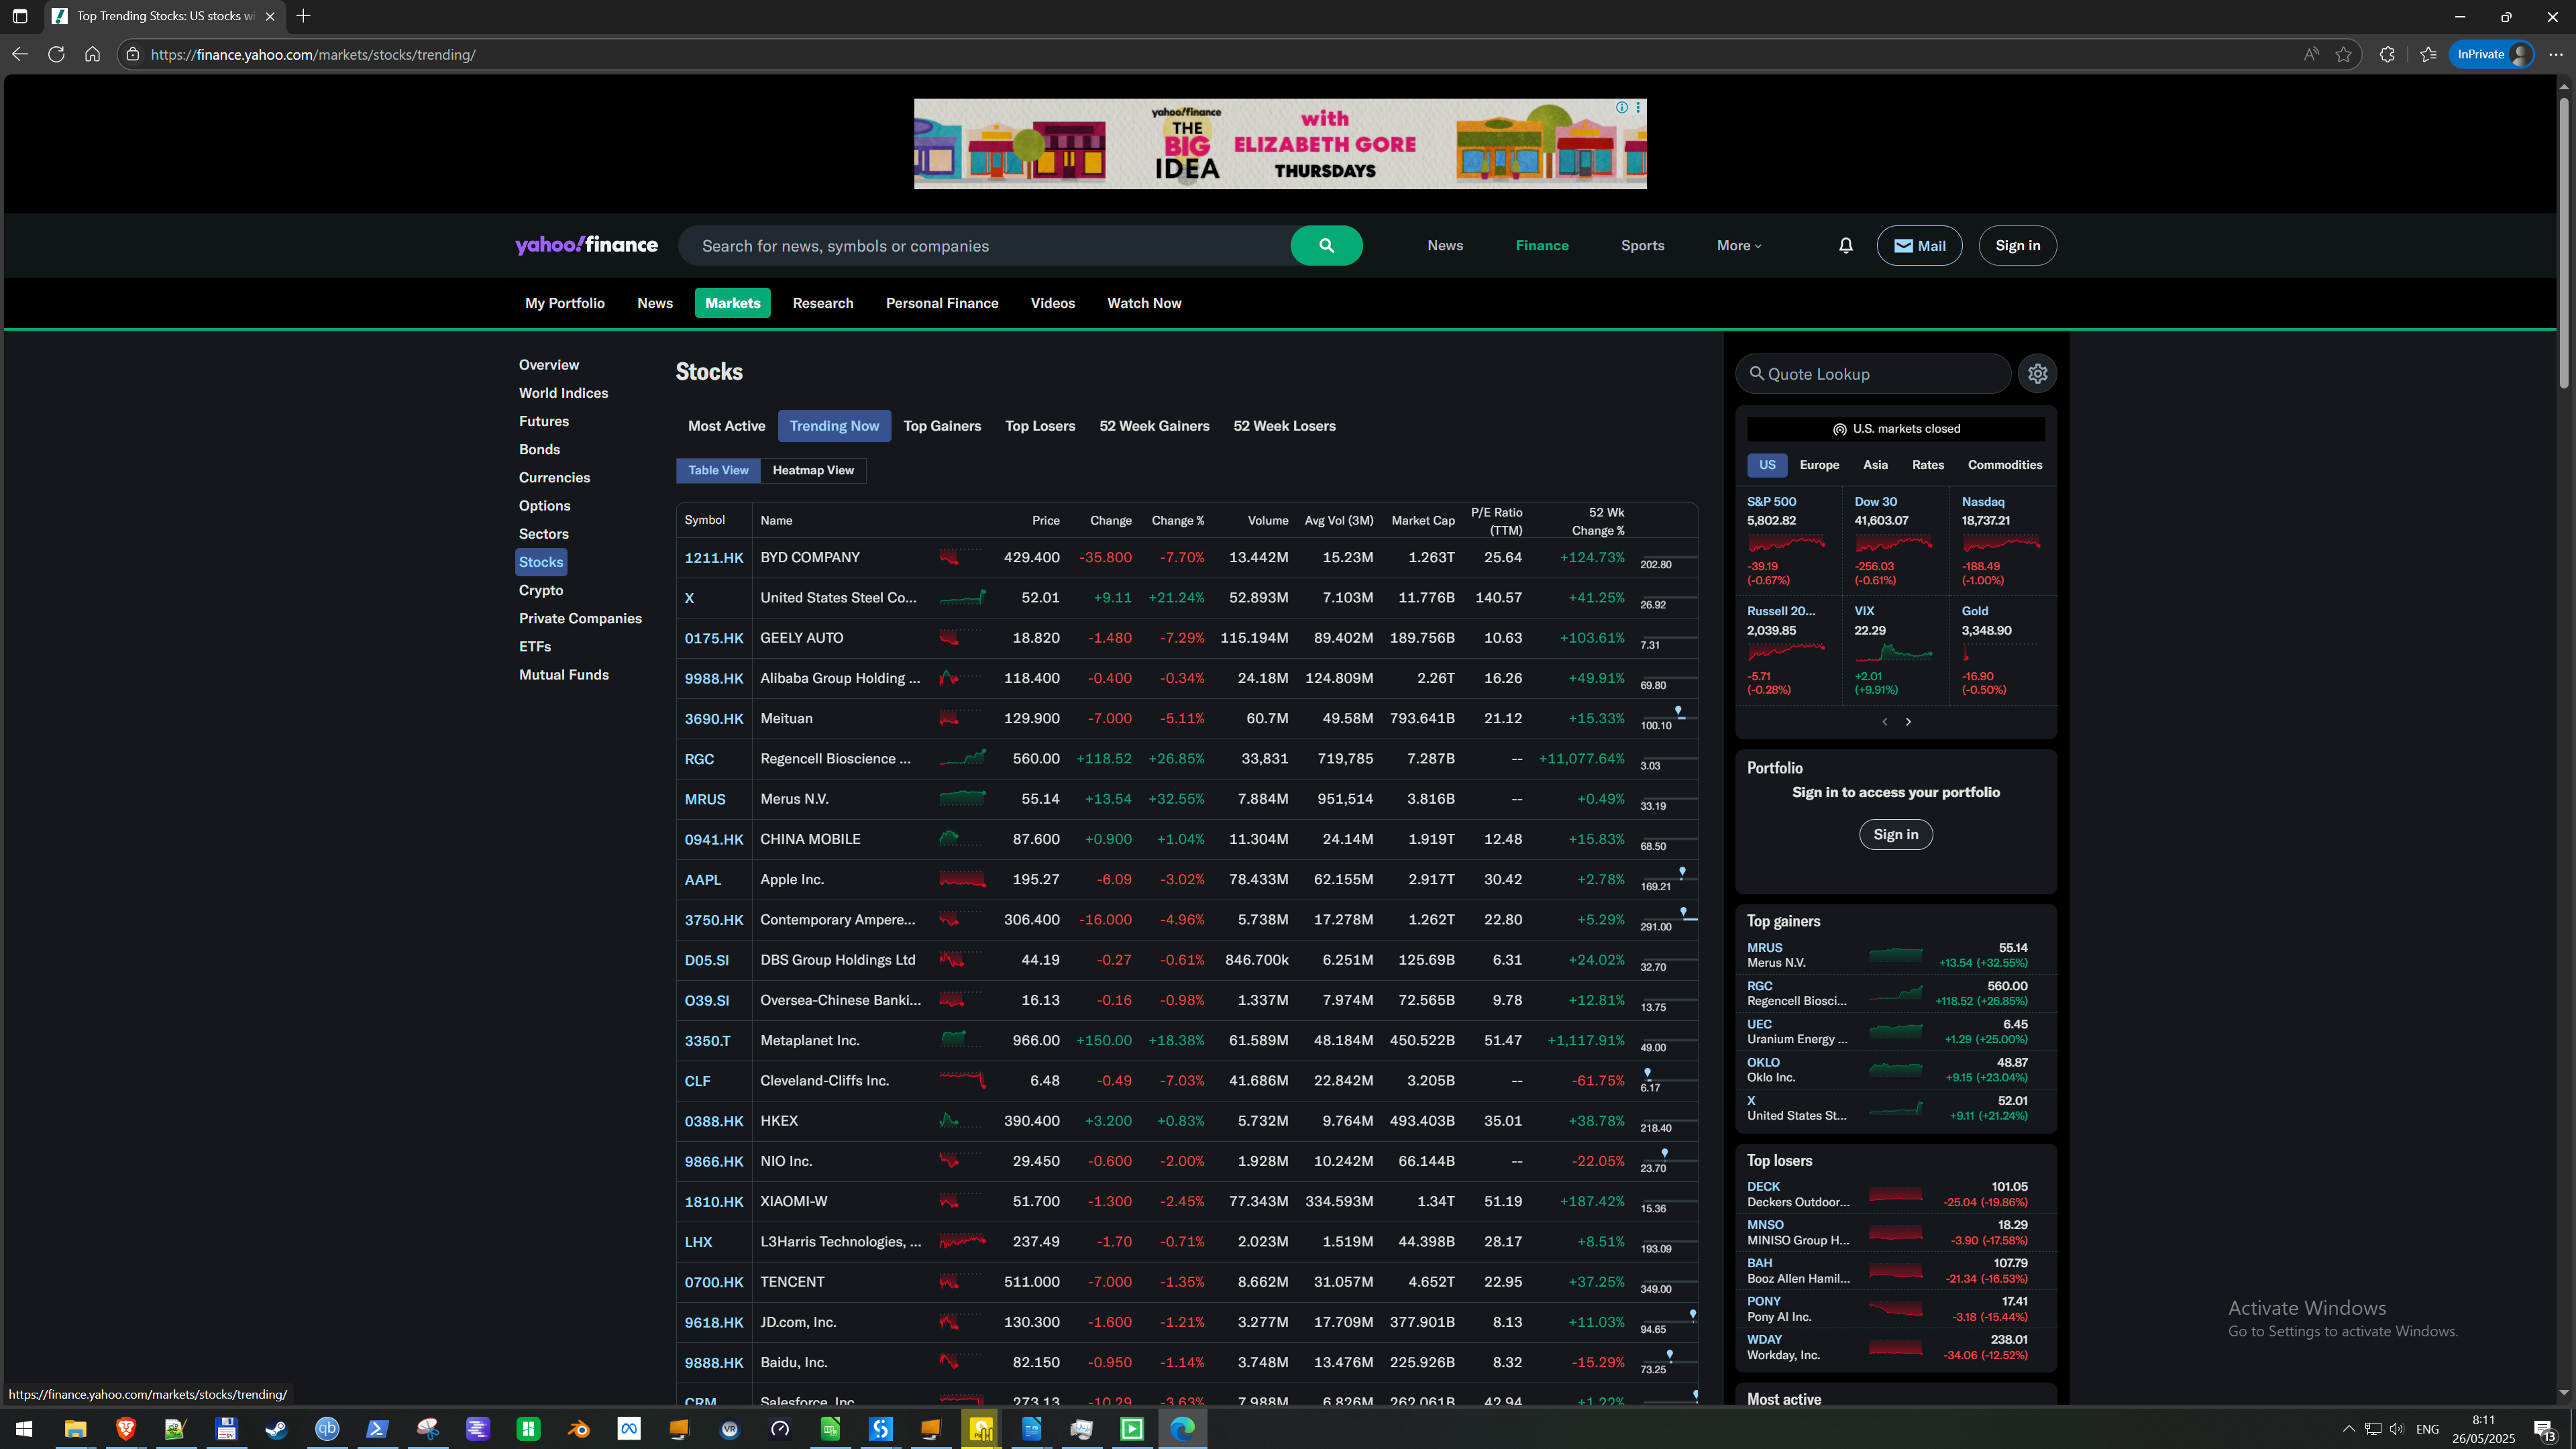 Top Trending Stocks: US stocks wi
https://finance.yahoo.com/markets/stocks/trending/
InPrivate
yahoo!finance
THE
BIG
IDEA
with
ELIZABETH GORE
THURSDAYS
yahoo!finance
Search for news, symbols or companies
News Finance Sports More
Mail
Sign in
My Portfolio News Markets Research Personal Finance Videos Watch Now
Overview
World Indices
Futures
Bonds
Currencies
Options
Sectors
Stocks
Crypto
Private Companies
ETFs
Mutual Funds
Stocks
Most Active Trending Now Top Gainers Top Losers 52 Week Gainers 52 Week Losers
Table View Heatmap View
Symbol Name Price Change Change % Volume Avg Vol (3M) Market Cap P/E Ratio (TTM) 52 Wk Change %
1211.HK BYD COMPANY 429.400 -35.800 -7.70% 13.442M 15.23M 1.263T 25.64 +124.73% 202.80
X United States Steel Co... 52.01 +9.11 +21.24% 52.893M 7.103M 11.776B 140.57 +41.25% 26.92
0175.HK GEELY AUTO 18.820 -1.480 -7.29% 115.194M 89.402M 189.756B 10.63 +103.61% 7.31
9988.HK Alibaba Group Holding ... 118.400 -0.400 -0.34% 24.18M 124.809M 2.26T 16.26 +49.91% 69.80
3690.HK Meituan 129.900 -7.000 -5.11% 60.7M 49.58M 793.641B 21.12 +15.33% 100.10
RGC Regencell Bioscience ... 560.00 +118.52 +26.85% 33,831 719,785 7.287B -- +11,077.64% 3.03
MRUS Merus N.V. 55.14 +13.54 +32.55% 7.884M 951,514 3.816B -- +0.49% 33.19
0941.HK CHINA MOBILE 87.600 +0.900 +1.04% 11.304M 24.14M 1.919T 12.48 +15.83% 68.50
AAPL Apple Inc. 195.27 -6.09 -3.02% 78.433M 62.155M 2.917T 30.42 +2.78% 169.21
3750.HK Contemporary Ampere... 306.400 -16.000 -4.96% 5.738M 17.278M 1.262T 22.80 +5.29% 291.00
D05.SI DBS Group Holdings Ltd 44.19 -0.27 -0.61% 846.700k 6.251M 125.69B 6.31 +24.02% 32.70
O39.SI Oversea-Chinese Banki... 16.13 -0.16 -0.98% 1.337M 7.974M 72.565B 9.78 +12.81% 13.75
3350.T Metaplanet Inc. 966.00 +150.00 +18.38% 61.589M 48.184M 450.522B 51.47 +1,117.91% 49.00
CLF Cleveland-Cliffs Inc. 6.48 -0.49 -7.03% 41.686M 22.842M 3.205B -- -61.75% 6.17
0388.HK HKEX 390.400 +3.200 +0.83% 5.732M 9.764M 493.403B 35.01 +38.78% 218.40
9866.HK NIO Inc. 29.450 -0.600 -2.00% 1.928M 10.242M 66.144B -- -22.05% 23.70
1810.HK XIAOMI-W 51.700 -1.300 -2.45% 77.343M 334.593M 1.34T 51.19 +187.42% 15.36
LHX L3Harris Technologies, ... 237.49 -1.70 -0.71% 2.023M 1.519M 44.398B 28.17 +8.51% 193.09
0700.HK TENCENT 511.000 -7.000 -1.35% 8.662M 31.057M 4.652T 22.95 +37.25% 349.00
9618.HK JD.com, Inc. 130.300 -1.600 -1.21% 3.277M 17.709M 377.901B 8.13 +11.03% 94.65
9888.HK Baidu, Inc. 82.150 -0.950 -1.14% 3.748M 13.476M 225.926B 8.32 -15.29% 73.25
CRM Salesforce, Inc. 273.13 -10.29 -3.63% 7.988M 6.826M 262.061B 42.94 +1.22%
Quote Lookup
U.S. markets closed
US Europe Asia Rates Commodities
S&P 500 Dow 30 Nasdaq
5,802.82 41,603.07 18,737.21
-39.19 -256.03 -188.49
(-0.67%) (-0.61%) (-1.00%)
Russell 20... VIX Gold
2,039.85 22.29 3,348.90
-5.71 +2.01 -16.90
(-0.28%) (+9.91%) (-0.50%)
Portfolio
Sign in to access your portfolio
Sign in
Top gainers
MRUS 55.14
Merus N.V. +13.54 (+32.55%)
RGC 560.00
Regencell Biosci... +118.52 (+26.85%)
UEC 6.45
Uranium Energy ... +1.29 (+25.00%)
OKLO 48.87
Oklo Inc. +9.15 (+23.04%)
X 52.01
United States St... +9.11 (+21.24%)
Top losers
DECK 101.05
Deckers Outdoor... -25.04 (-19.86%)
MNSO 18.29
MINISO Group H... -3.90 (-17.58%)
BAH 107.79
Booz Allen Hamil... -21.34 (-16.53%)
PONY 17.41
Pony AI Inc. -3.18 (-15.44%)
WDAY 238.01
Workday, Inc. -34.06 (-12.52%)
Most active
Activate Windows
Go to Settings to activate Windows.
https://finance.yahoo.com/markets/stocks/trending/
qb
VR
ENG
8:11
26/05/2025
13